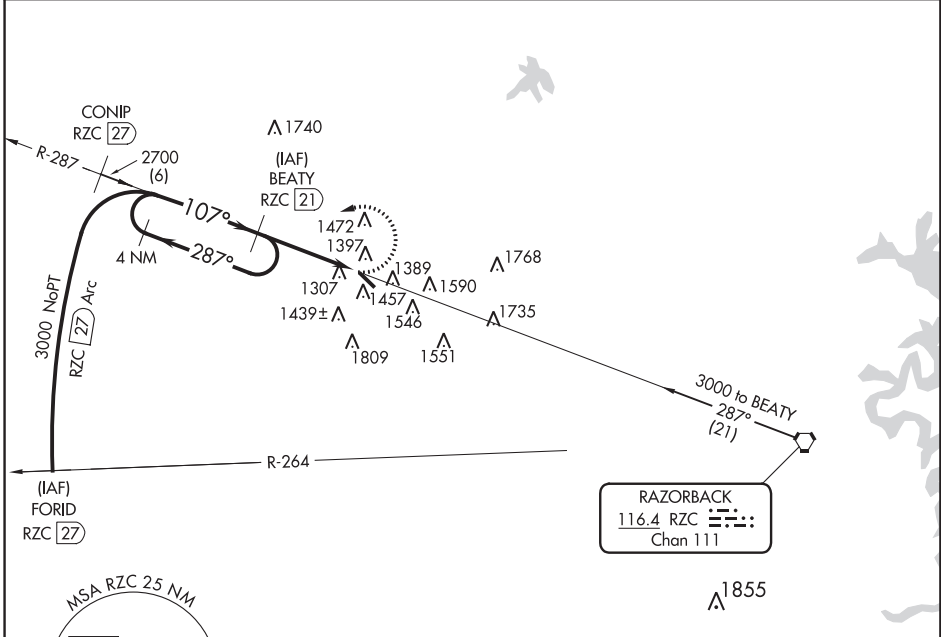 CONIP
RZC 27
R-287
2700
(6)
1740
(IAF)
BEATY
RZC 21
107°
287°
4 NM
1472
1397
1307
1389
1457
1590
1768
1439±
1546
1735
1809
1551
3000 NoPT
RZC 27 Arc
3000 to BEATY
287°
(21)
R-264
(IAF)
FORID
RZC 27
RAZORBACK
116.4 RZC
Chan 111
MSA RZC 25 NM
1855